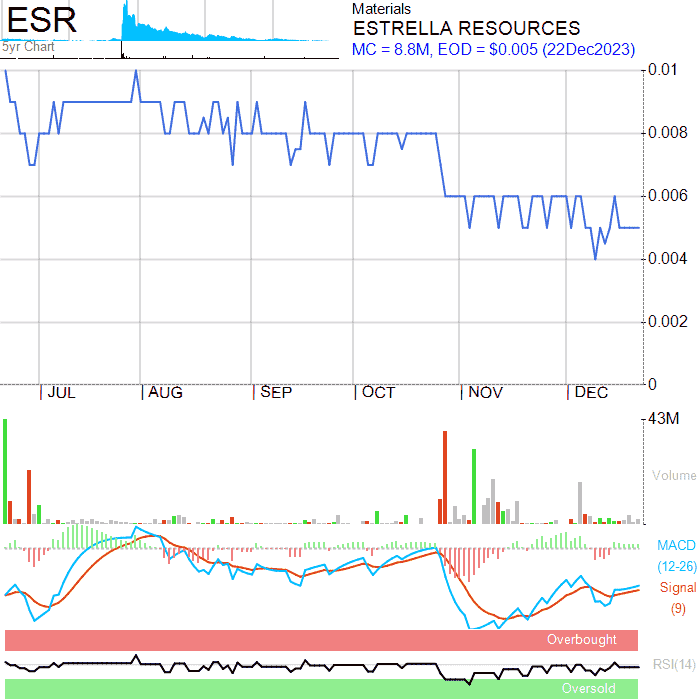 ESR
5yr Chart
Materials
ESTRELLA RESOURCES
MC = 8.8M, EOD = $0.005 (22Dec2023)
0.01
0.008
0.006
0.004
0.002
0
JUL AUG SEP OCT NOV DEC
43M
Volume
MACD
(12-26)
Signal
(9)
Overbought
RSI(14)
Oversold